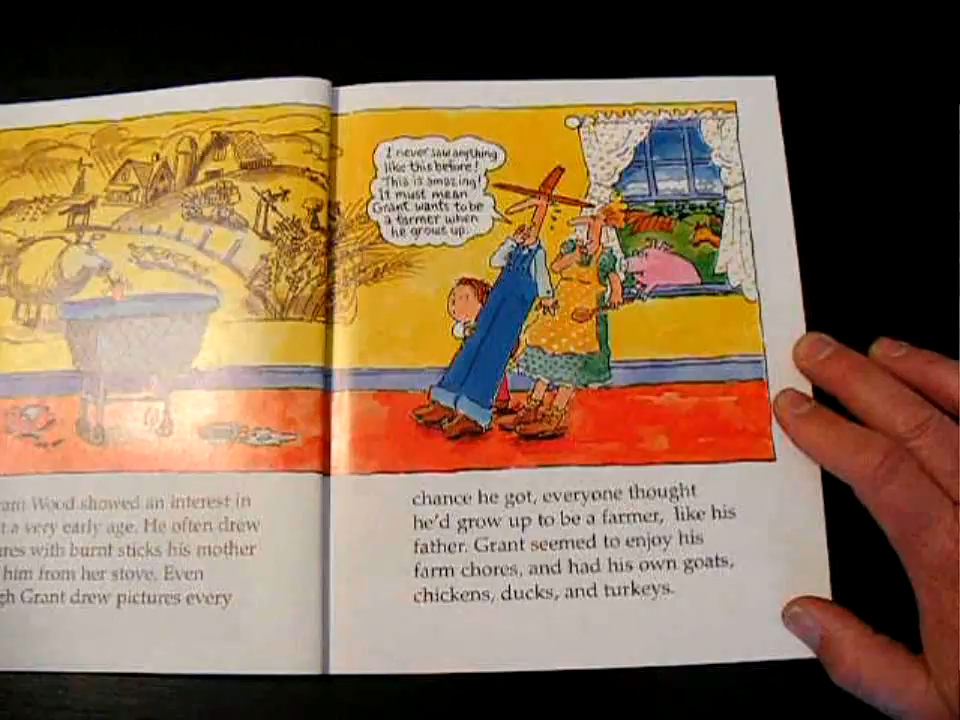 I never saw anything
like this before!
This is amazing!
It must mean
Grant wants to be
a farmer when
he grows up.
Wood showed an interest in
t a very early age. He often drew
res with burnt sticks his mother
him from her stove. Even
gh Grant drew pictures every
chance he got, everyone thought
he'd grow up to be a farmer, like his
father. Grant seemed to enjoy his
farm chores, and had his own goats,
chickens, ducks, and turkeys.